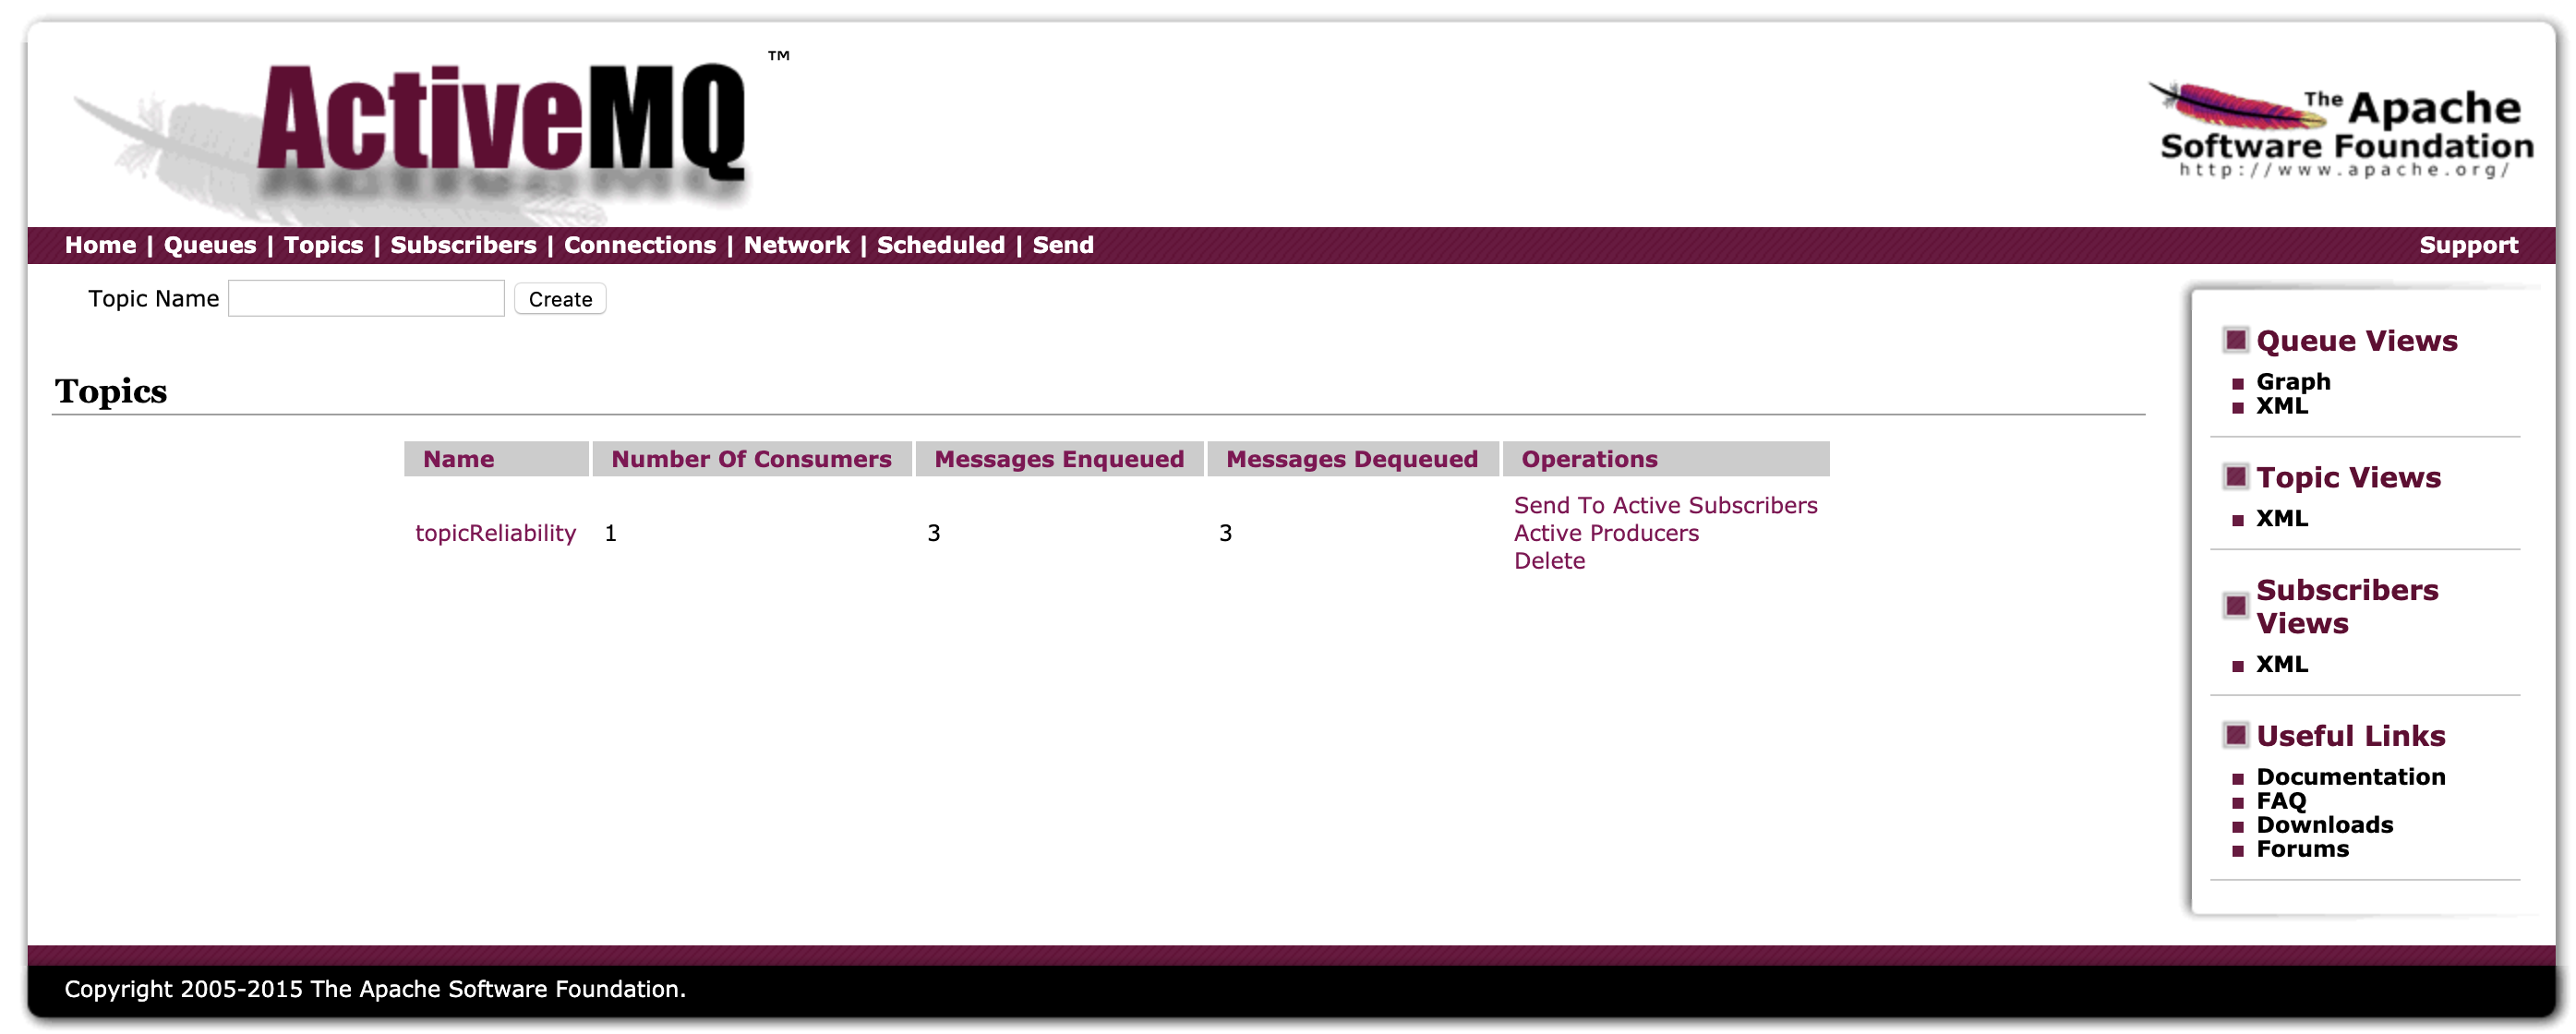 ActiveMQ ™
The Apache
Software Foundation
http://www.apache.org/
Home | Queues | Topics | Subscribers | Connections | Network | Scheduled | Send
Support
Topic Name Create
Topics
Name Number Of Consumers Messages Enqueued Messages Dequeued Operations
topicReliability 1 3 3
Send To Active Subscribers
Active Producers
Delete
Queue Views
Graph
XML
Topic Views
XML
Subscribers
Views
XML
Useful Links
Documentation
FAQ
Downloads
Forums
Copyright 2005-2015 The Apache Software Foundation.